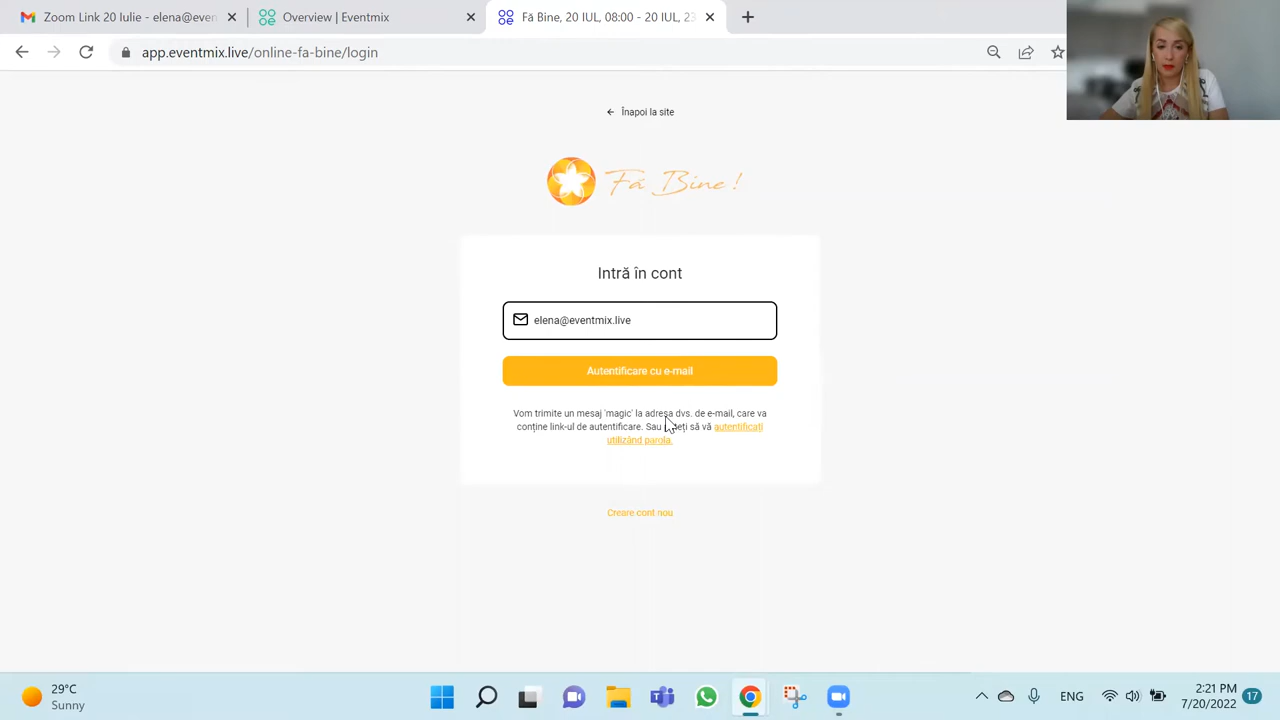 Zoom Link 20 Iulie - elena@even
Overview | Eventmix
Fă Bine, 20 IUL, 08:00 - 20 IUL, 23
app.eventmix.live/online-fa-bine/login
Înapoi la site
Fă Bine !
Intră în cont
elena@eventmix.live
Autentificare cu e-mail
Vom trimite un mesaj 'magic' la adresa dvs. de e-mail, care va
conține link-ul de autentificare. Sau să vă autentificați
utilizând parola.
Creare cont nou
29°C
Sunny
ENG
2:21 PM
7/20/2022
17